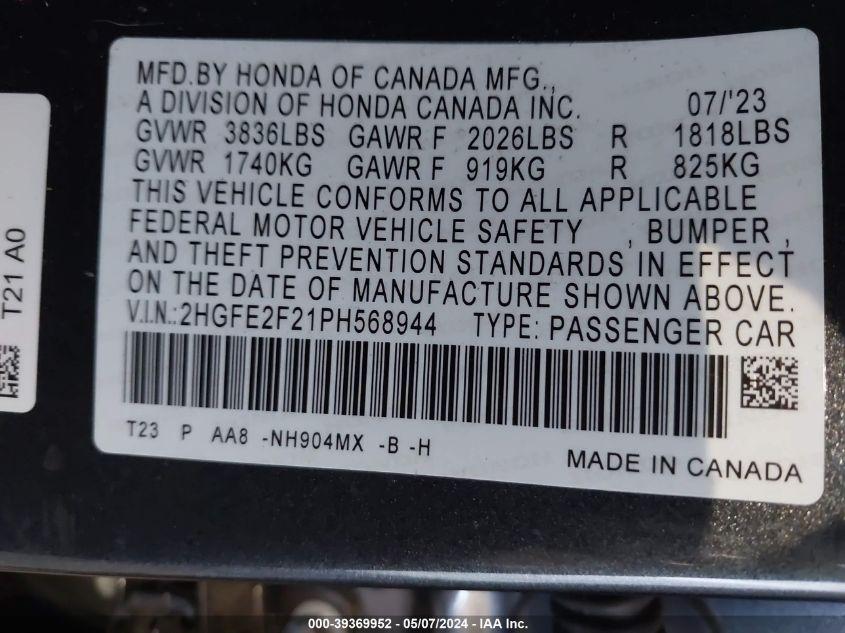 MFD.BY HONDA OF CANADA MFG.,
A DIVISION OF HONDA CANADA INC. 07/'23
GVWR 3836LBS GAWR F 2026LBS R 1818LBS
GVWR 1740KG GAWR F 919KG R 825KG
THIS VEHICLE CONFORMS TO ALL APPLICABLE
FEDERAL MOTOR VEHICLE SAFETY , BUMPER ,
AND THEFT PREVENTION STANDARDS IN EFFECT
ON THE DATE OF MANUFACTURE SHOWN ABOVE.
V.I.N.:2HGFE2F21PH568944 TYPE: PASSENGER CAR
T23 P AA8 -NH904MX -B -H
MADE IN CANADA
T21 A0
000-39369952 - 05/07/2024 - IAA Inc.